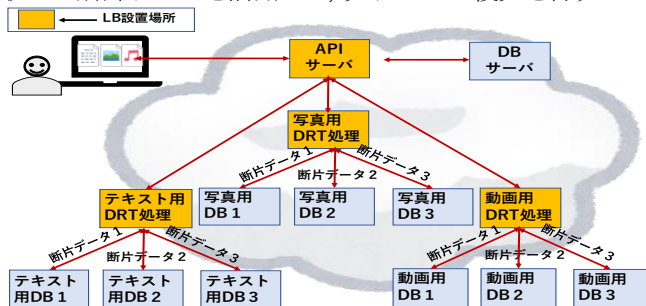 LB設置場所
API
サーバ
DB
サーバ
写真用
DRT処理
断片データ1
断片データ2
断片データ3
テキスト用
DRT処理
写真用
DB1
写真用
DB2
写真用
DB3
動画用
DRT処理
断片データ1
断片データ2
断片データ3
断片データ1
断片データ2
断片データ3
テキスト
用DB1
テキスト
用DB2
テキスト
用DB3
動画用
DB1
動画用
DB2
動画用
DB3